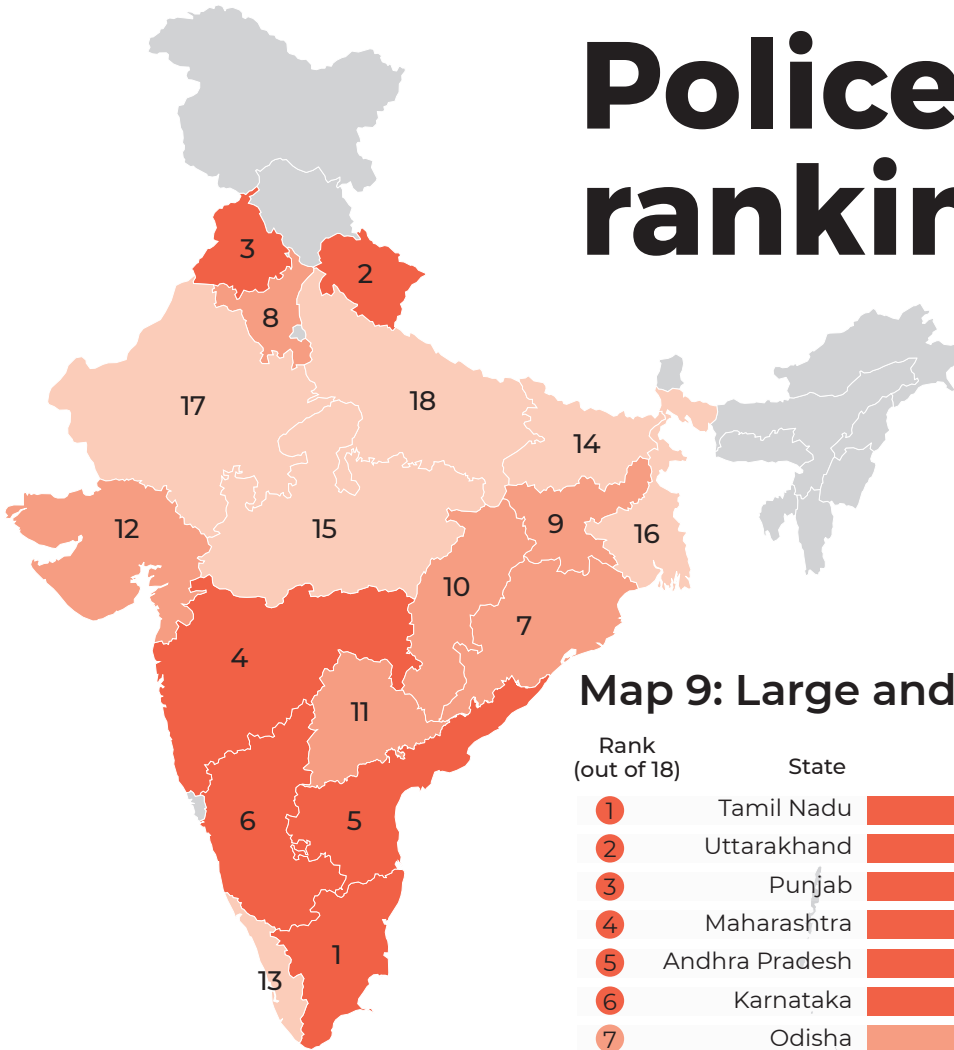 Police
rankin
3
2
8
17
18
14
12
15
9
16
10
7
4
11
6
5
1
13
Map 9: Large and
Rank
(out of 18)
State
1 Tamil Nadu
2 Uttarakhand
3 Punjab
4 Maharashtra
5 Andhra Pradesh
6 Karnataka
7 Odisha